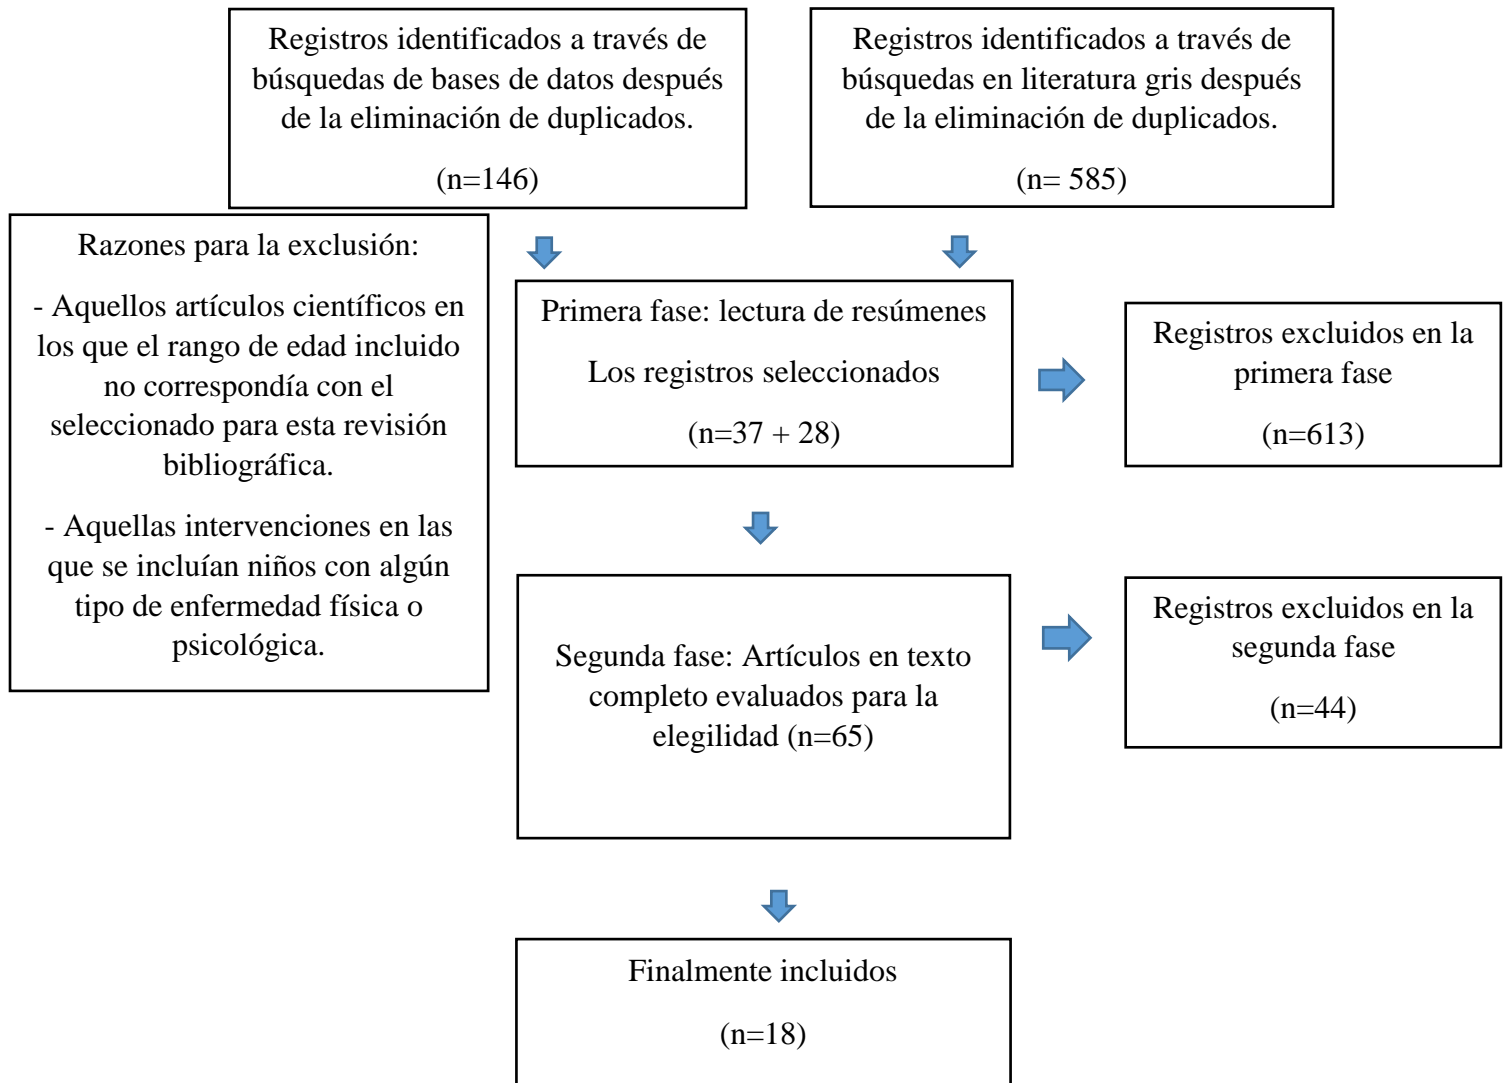 Registros identificados a través de
búsquedas de bases de datos después
de la eliminación de duplicados.
(n=146)
Registros identificados a través de
búsquedas en literatura gris después
de la eliminación de duplicados.
(n= 585)
Razones para la exclusión:
- Aquellos artículos científicos en
los que el rango de edad incluido
no correspondía con el
seleccionado para esta revisión
bibliográfica.
- Aquellas intervenciones en las
que se incluían niños con algún
tipo de enfermedad física o
psicológica.
Primera fase: lectura de resúmenes
Los registros seleccionados
(n=37 + 28)
Registros excluidos en la
primera fase
(n=613)
Segunda fase: Artículos en texto
completo evaluados para la
elegilidad (n=65)
Registros excluidos en la
segunda fase
(n=44)
Finalmente incluidos
(n=18)